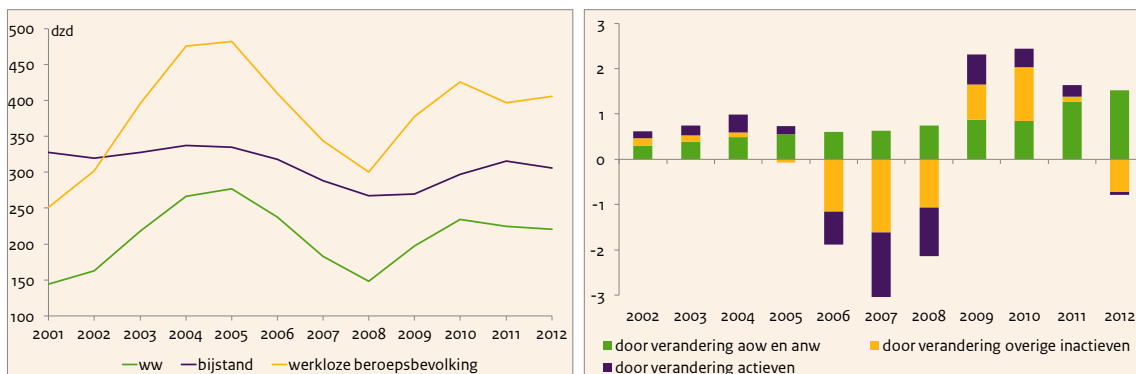 dzd
500
450
400
350
300
250
200
150
100
2001 2002 2003 2004 2005 2006 2007 2008 2009 2010 2011 2012
ww bijstand werkloze beroepsbevolking
3
2
1
0
-1
-2
-3
2002 2003 2004 2005 2006 2007 2008 2009 2010 2011 2012
door verandering aow en anw door verandering overige inactieven
door verandering actieven